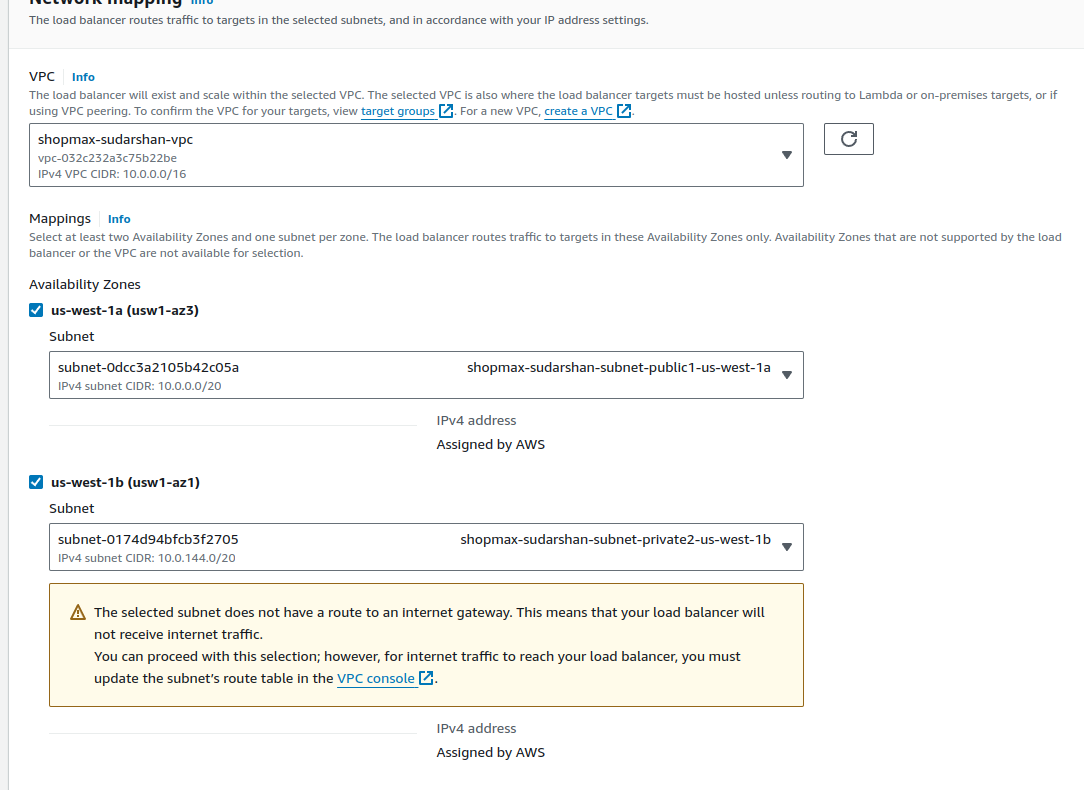 Network mapping Info
The load balancer routes traffic to targets in the selected subnets, and in accordance with your IP address settings.
VPC Info
The load balancer will exist and scale within the selected VPC. The selected VPC is also where the load balancer targets must be hosted unless routing to Lambda or on-premises targets, or if
using VPC peering. To confirm the VPC for your targets, view target groups. For a new VPC, create a VPC.
shopmax-sudarshan-vpc
vpc-032c232a3c75b22be
IPv4 VPC CIDR: 10.0.0.0/16
Mappings Info
Select at least two Availability Zones and one subnet per zone. The load balancer routes traffic to targets in these Availability Zones only. Availability Zones that are not supported by the load
balancer or the VPC are not available for selection.
Availability Zones
us-west-1a (usw1-az3)
Subnet
subnet-0dcc3a2105b42c05a shopmax-sudarshan-subnet-public1-us-west-1a
IPv4 subnet CIDR: 10.0.0.0/20
IPv4 address
Assigned by AWS
us-west-1b (usw1-az1)
Subnet
subnet-0174d94bfcb3f2705 shopmax-sudarshan-subnet-private2-us-west-1b
IPv4 subnet CIDR: 10.0.144.0/20
The selected subnet does not have a route to an internet gateway. This means that your load balancer will
not receive internet traffic.
You can proceed with this selection; however, for internet traffic to reach your load balancer, you must
update the subnet's route table in the VPC console.
IPv4 address
Assigned by AWS